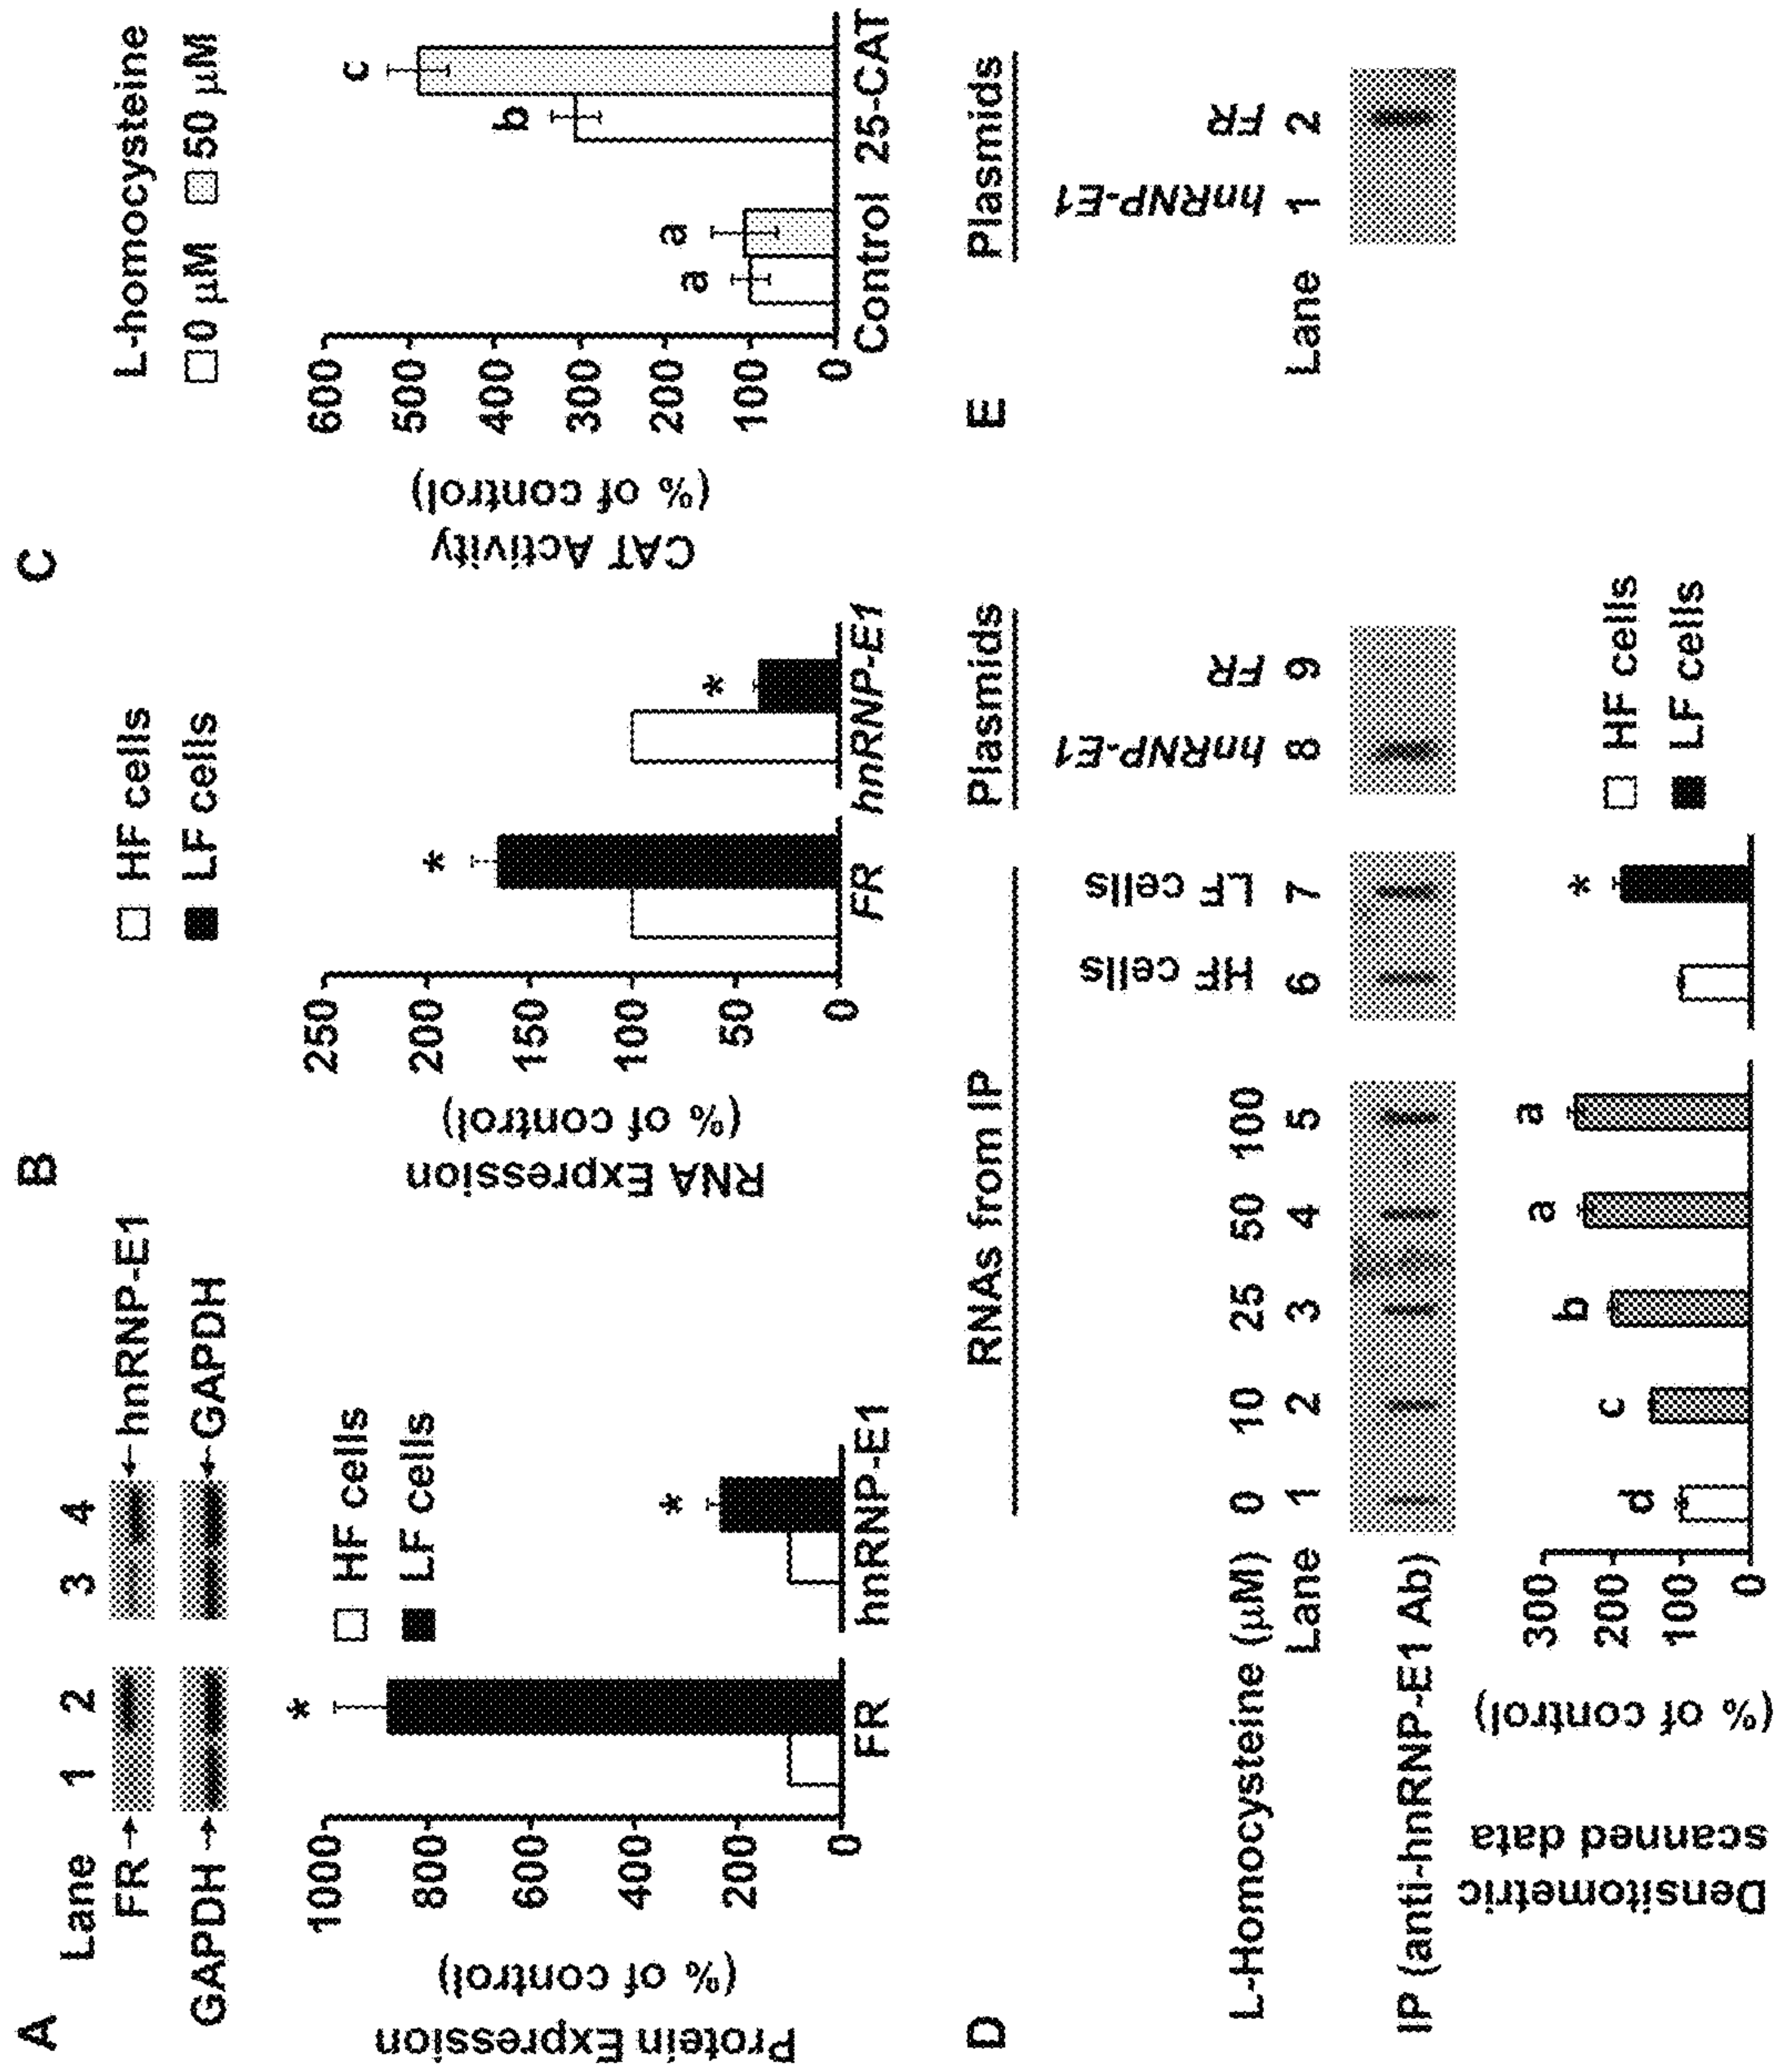 A
Lane 1 2 3 4
FR→ ←hnRNP-E1
GAPDH→ ←GAPDH
Protein Expression
(% of control)
1000
800
600
400
200
0
HF cells
LF cells
*
*
FR hnRNP-E1
B
HF cells
LF cells
RNA Expression
(% of control)
250
200
150
100
50
0
*
*
FR hnRNP-E1
C
L-homocysteine
0 μM 50 μM
CAT Activity
(% of control)
600
500
400
300
200
100
0
a
a
b
c
Control 25-CAT
D
RNAs from IP
Plasmids
HF cells
LF cells
hnRNP-E1
FR
L-Homocysteine (μM) 0 10 25 50 100
Lane 1 2 3 4 5 6 7 8 9
IP (anti-hnRNP-E1 Ab)
Densitometric
scanned data
(% of control)
300
200
100
0
d
c
b
a
a
*
HF cells
LF cells
E
Plasmids
hnRNP-E1
FR
Lane 1 2